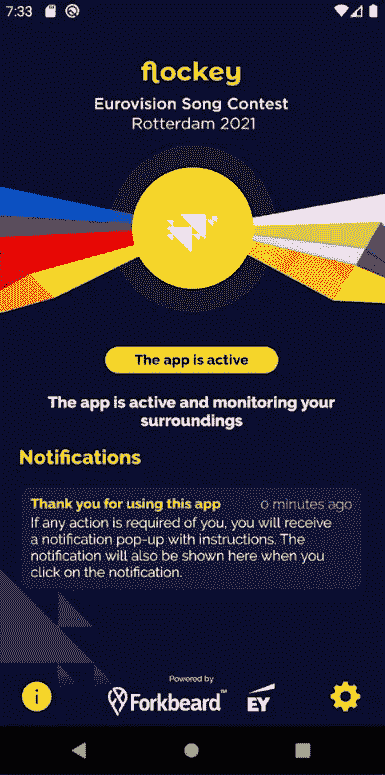 7:33
flockey
Eurovision Song Contest
Rotterdam 2021
The app is active
The app is active and monitoring your
surroundings
Notifications
Thank you for using this app 0 minutes ago
If any action is required of you, you will receive
a notification pop-up with instructions. The
notification will also be shown here when you
click on the notification.
Powered by
i Forkbeard™ EY